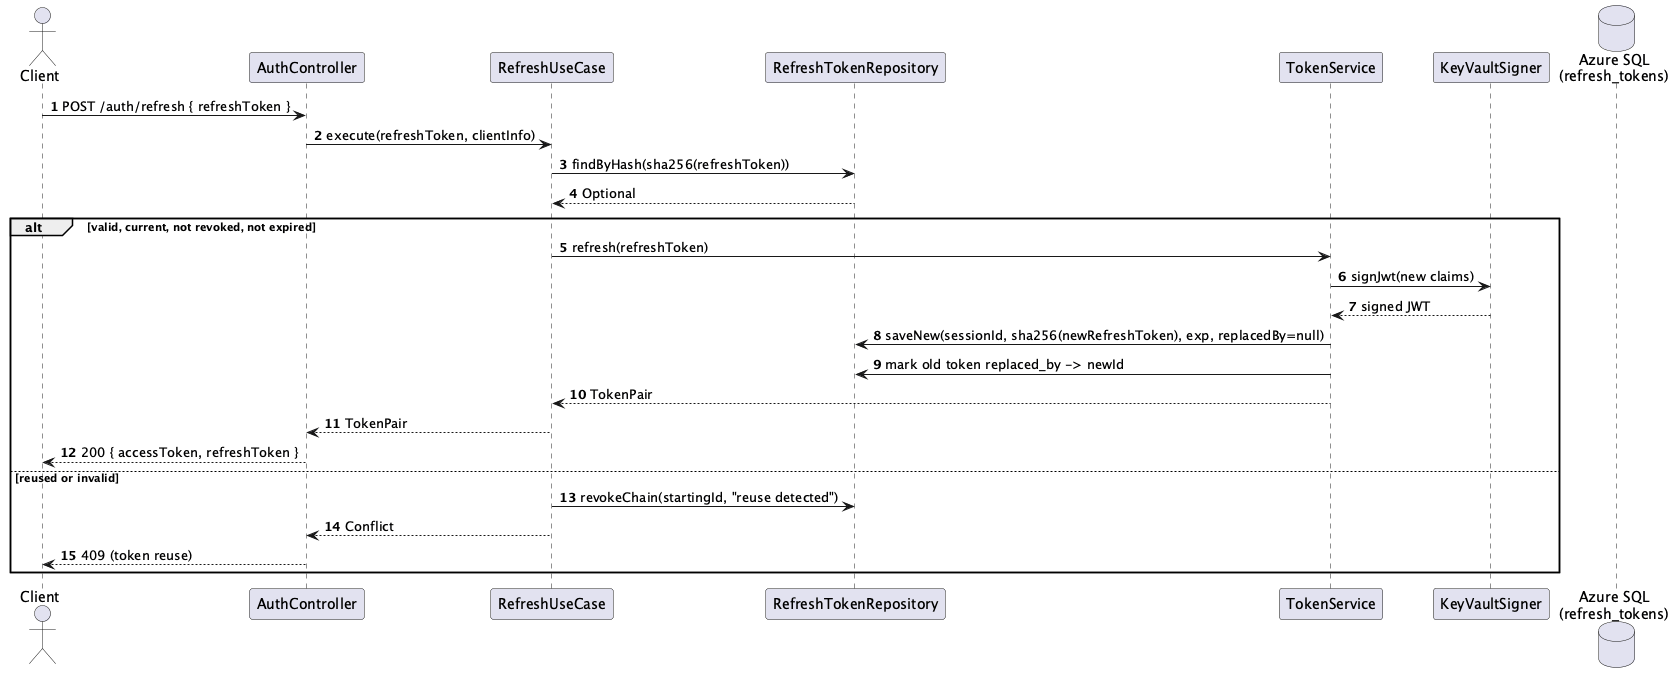 Client
AuthController
RefreshUseCase
RefreshTokenRepository
TokenService
KeyVaultSigner
Azure SQL
(refresh_tokens)
1 POST /auth/refresh { refreshToken }
2 execute(refreshToken, clientInfo)
3 findByHash(sha256(refreshToken))
4 Optional
alt [valid, current, not revoked, not expired]
5 refresh(refreshToken)
6 signJwt(new claims)
7 signed JWT
8 saveNew(sessionId, sha256(newRefreshToken), exp, replacedBy=null)
9 mark old token replaced_by -> newId
10 TokenPair
11 TokenPair
12 200 { accessToken, refreshToken }
[reused or invalid]
13 revokeChain(startingId, "reuse detected")
14 Conflict
15 409 (token reuse)
Client
AuthController
RefreshUseCase
RefreshTokenRepository
TokenService
KeyVaultSigner
Azure SQL
(refresh_tokens)